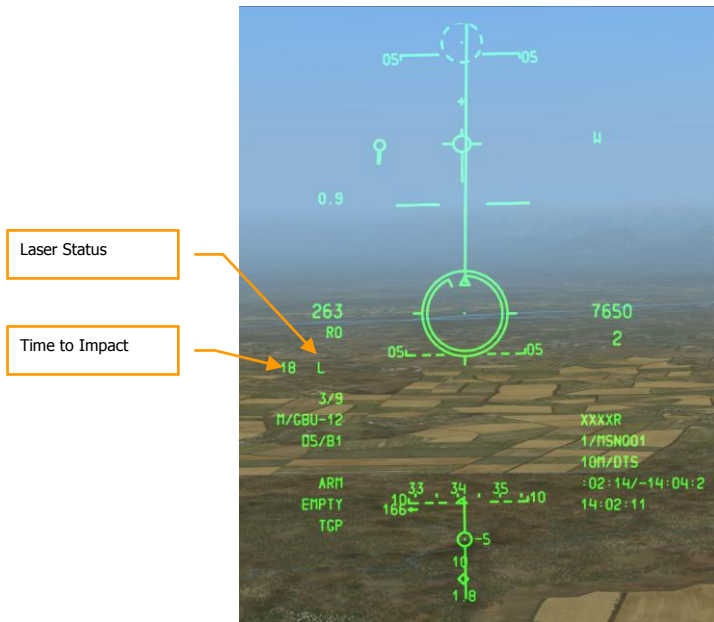 05 05
W
0.9
Laser Status
263 7650
RO 2
Time to Impact
05 05
18 L
3/9
M/GBU-12 XXXXR
D5/B1 1/MSN001
10M/DTS
ARM 33 34 35 :02:14/-14:04:2
10 10
EMPTY 166 14:02:11
TGP
-5
10
1.8